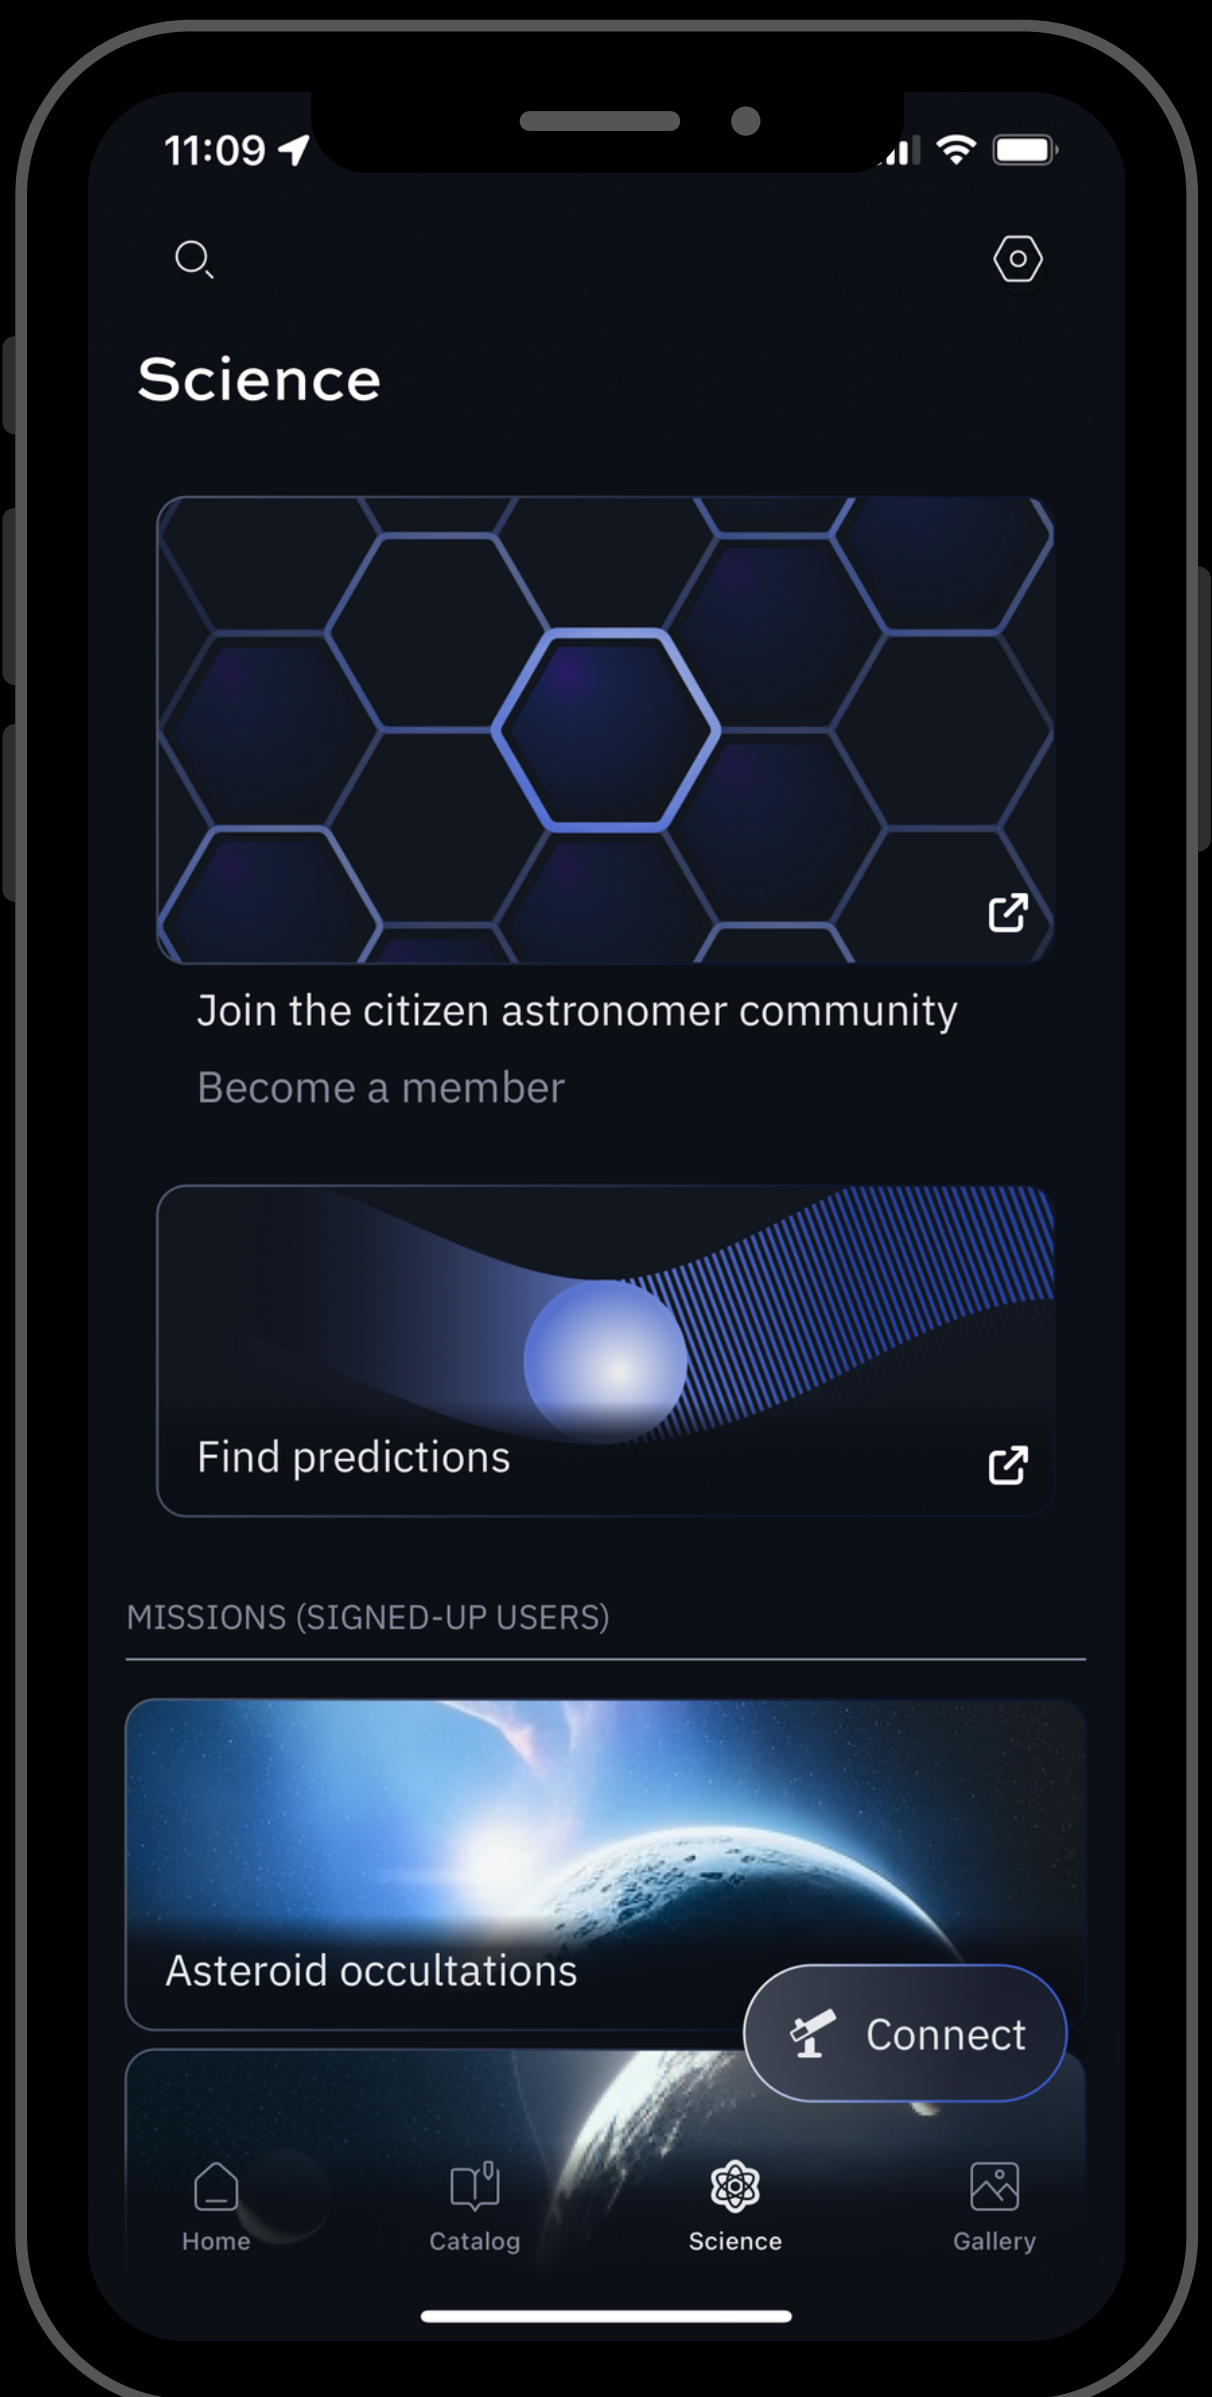 11:09
Science
Join the citizen astronomer community
Become a member
Find predictions
MISSIONS (SIGNED-UP USERS)
Asteroid occultations
Connect
Home
Catalog
Science
Gallery